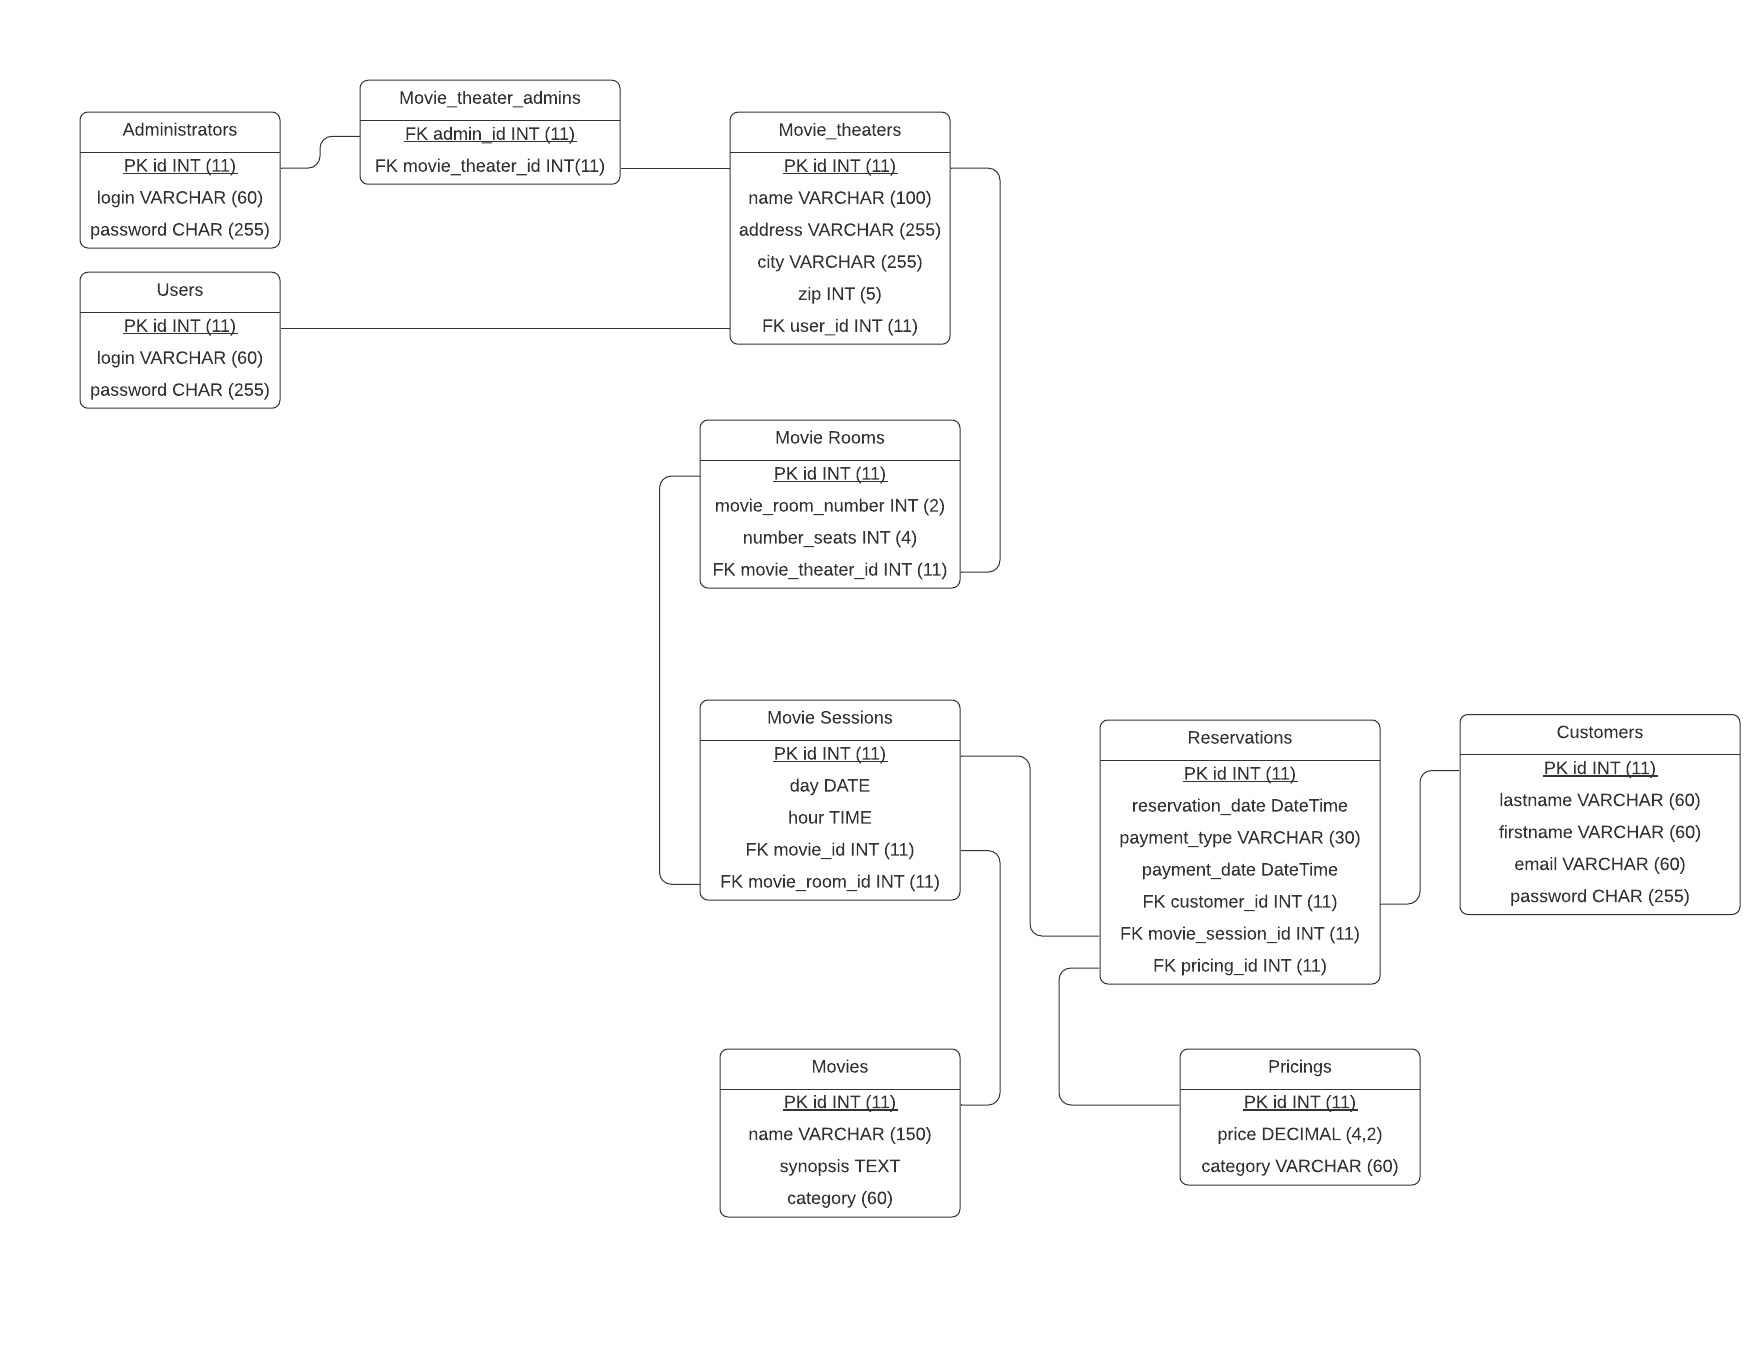 Movie_theater_admins
FK admin_id INT (11)
FK movie_theater_id INT(11)
Administrators
PK id INT (11)
login VARCHAR (60)
password CHAR (255)
Movie_theaters
PK id INT (11)
name VARCHAR (100)
address VARCHAR (255)
city VARCHAR (255)
zip INT (5)
FK user_id INT (11)
Users
PK id INT (11)
login VARCHAR (60)
password CHAR (255)
Movie Rooms
PK id INT (11)
movie_room_number INT (2)
number_seats INT (4)
FK movie_theater_id INT (11)
Movie Sessions
PK id INT (11)
day DATE
hour TIME
FK movie_id INT (11)
FK movie_room_id INT (11)
Reservations
PK id INT (11)
reservation_date DateTime
payment_type VARCHAR (30)
payment_date DateTime
FK customer_id INT (11)
FK movie_session_id INT (11)
FK pricing_id INT (11)
Customers
PK id INT (11)
lastname VARCHAR (60)
firstname VARCHAR (60)
email VARCHAR (60)
password CHAR (255)
Movies
PK id INT (11)
name VARCHAR (150)
synopsis TEXT
category (60)
Pricings
PK id INT (11)
price DECIMAL (4,2)
category VARCHAR (60)